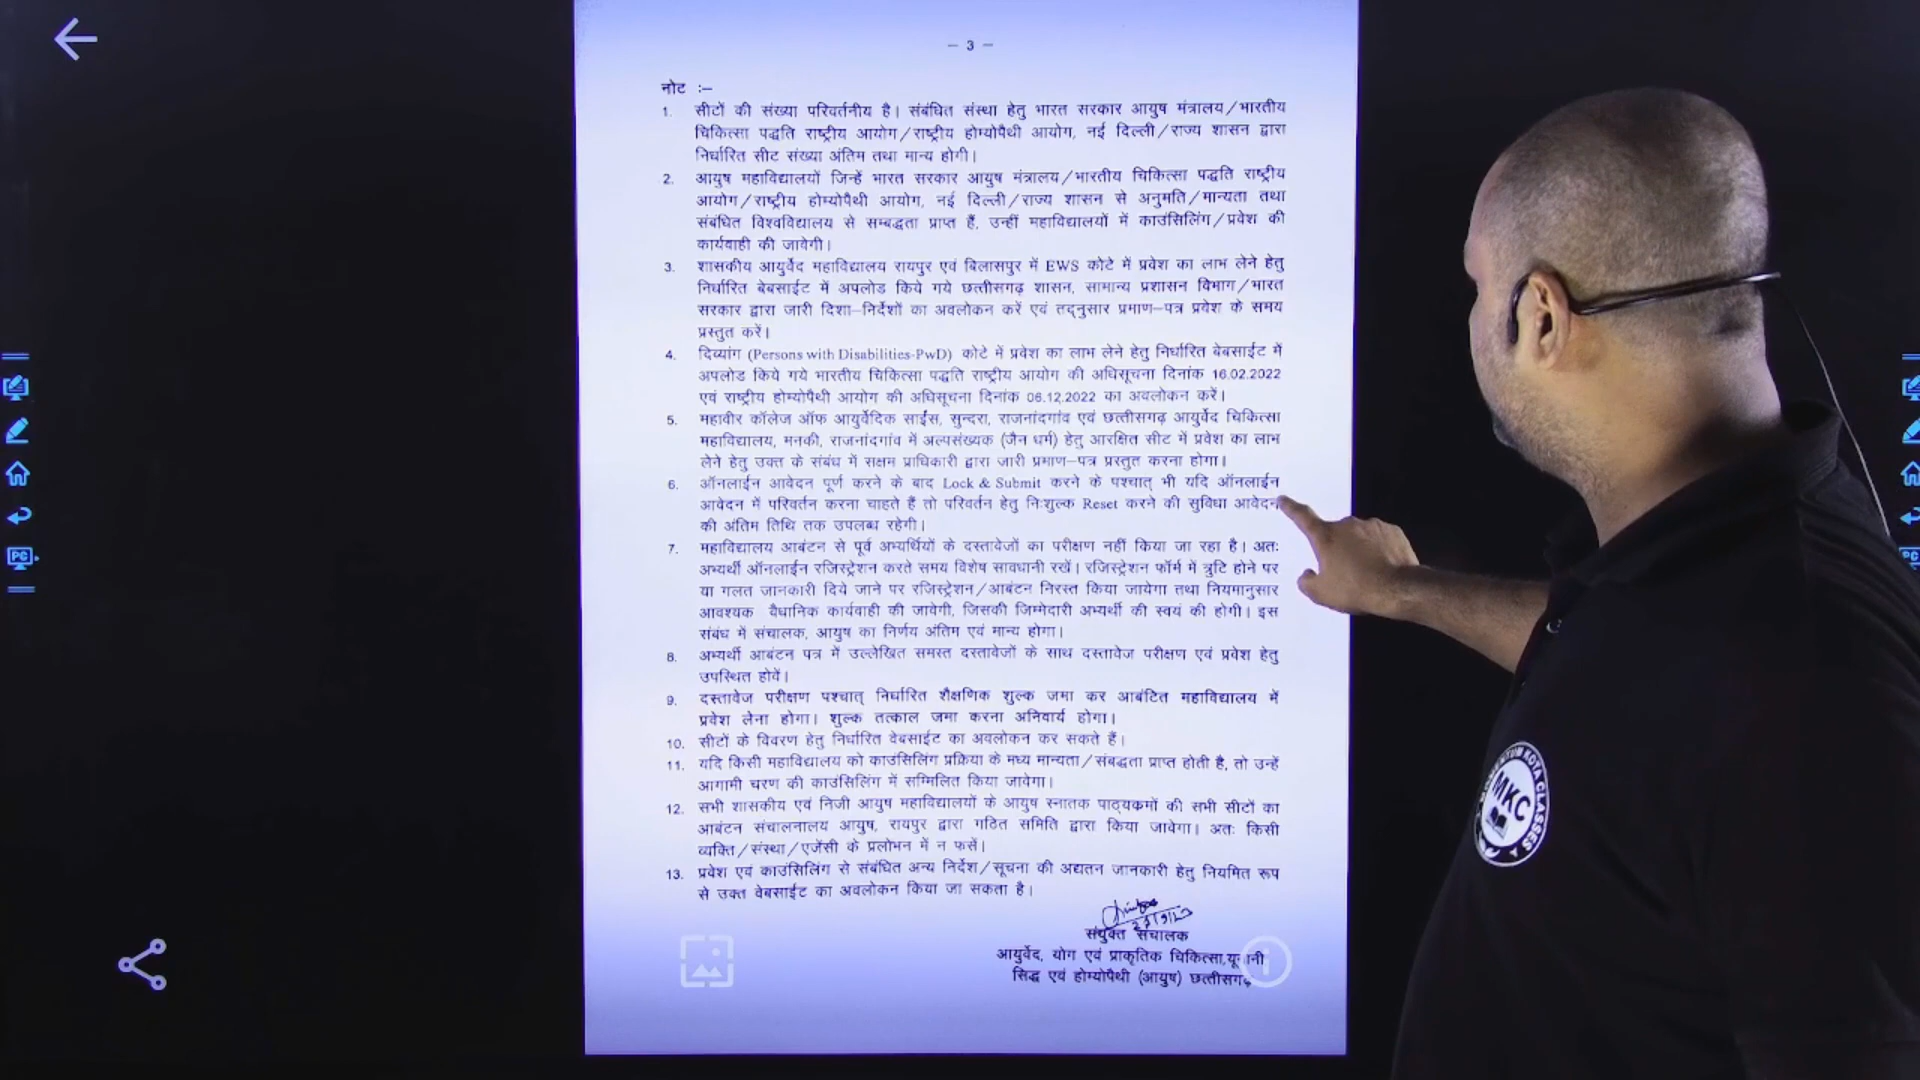 – 3 –
नोट :–
1. सीटों की संख्या परिवर्तनीय है। संबंधित संस्था हेतु भारत सरकार आयुष मंत्रालय/भारतीय
चिकित्सा पद्धति राष्ट्रीय आयोग/राष्ट्रीय होम्योपैथी आयोग, नई दिल्ली/राज्य शासन द्वारा
निर्धारित सीट संख्या अंतिम तथा मान्य होगी।
2. आयुष महाविद्यालयों जिन्हें भारत सरकार आयुष मंत्रालय/भारतीय चिकित्सा पद्धति राष्ट्रीय
आयोग/राष्ट्रीय होम्योपैथी आयोग, नई दिल्ली/राज्य शासन से अनुमति/मान्यता तथा
संबंधित विश्वविद्यालय से सम्बद्धता प्राप्त हैं, उन्हीं महाविद्यालयों में काउंसिलिंग/प्रवेश की
कार्यवाही की जावेगी।
3. शासकीय आयुर्वेद महाविद्यालय रायपुर एवं बिलासपुर में EWS कोटे में प्रवेश का लाभ लेने हेतु
निर्धारित बेबसाईट में अपलोड किये गये छत्तीसगढ़ शासन, सामान्य प्रशासन विभाग/भारत
सरकार द्वारा जारी दिशा–निर्देशों का अवलोकन करें एवं तद्नुसार प्रमाण–पत्र प्रवेश के समय
प्रस्तुत करें।
4. दिव्यांग (Persons with Disabilities-PwD) कोटे में प्रवेश का लाभ लेने हेतु निर्धारित बेबसाईट में
अपलोड किये गये भारतीय चिकित्सा पद्धति राष्ट्रीय आयोग की अधिसूचना दिनांक 16.02.2022
एवं राष्ट्रीय होम्योपैथी आयोग की अधिसूचना दिनांक 06.12.2022 का अवलोकन करें।
5. महावीर कॉलेज ऑफ आयुर्वेदिक साईंस, सुन्दरा, राजनांदगांव एवं छत्तीसगढ़ आयुर्वेद चिकित्सा
महाविद्यालय, मनकी, राजनांदगांव में अल्पसंख्यक (जैन धर्म) हेतु आरक्षित सीट में प्रवेश का लाभ
लेने हेतु उक्त के संबंध में सक्षम प्राधिकारी द्वारा जारी प्रमाण–पत्र प्रस्तुत करना होगा।
6. ऑनलाईन आवेदन पूर्ण करने के बाद Lock & Submit करने के पश्चात् भी यदि ऑनलाईन
आवेदन में परिवर्तन करना चाहते हैं तो परिवर्तन हेतु निःशुल्क Reset करने की सुविधा आवेदन
की अंतिम तिथि तक उपलब्ध रहेगी।
7. महाविद्यालय आबंटन से पूर्व अभ्यर्थियों के दस्तावेजों का परीक्षण नहीं किया जा रहा है। अतः
अभ्यर्थी ऑनलाईन रजिस्ट्रेशन करते समय विशेष सावधानी रखें। रजिस्ट्रेशन फॉर्म में त्रुटि होने पर
या गलत जानकारी दिये जाने पर रजिस्ट्रेशन/आबंटन निरस्त किया जायेगा तथा नियमानुसार
आवश्यक वैधानिक कार्यवाही की जावेगी, जिसकी जिम्मेदारी अभ्यर्थी की स्वयं की होगी। इस
संबंध में संचालक, आयुष का निर्णय अंतिम एवं मान्य होगा।
8. अभ्यर्थी आबंटन पत्र में उल्लेखित समस्त दस्तावेजों के साथ दस्तावेज परीक्षण एवं प्रवेश हेतु
उपस्थित होवें।
9. दस्तावेज परीक्षण पश्चात् निर्धारित शैक्षणिक शुल्क जमा कर आबंटित महाविद्यालय में
प्रवेश लेना होगा। शुल्क तत्काल जमा करना अनिवार्य होगा।
10. सीटों के विवरण हेतु निर्धारित वेबसाईट का अवलोकन कर सकते हैं।
11. यदि किसी महाविद्यालय को काउंसिलिंग प्रक्रिया के मध्य मान्यता/संबद्धता प्राप्त होती है, तो उन्हें
आगामी चरण की काउंसिलिंग में सम्मिलित किया जावेगा।
12. सभी शासकीय एवं निजी आयुष महाविद्यालयों के आयुष स्नातक पाठ्यक्रमों की सभी सीटों का
आबंटन संचालनालय आयुष, रायपुर द्वारा गठित समिति द्वारा किया जावेगा। अतः किसी
व्यक्ति/संस्था/एजेंसी के प्रलोभन में न फसें।
13. प्रवेश एवं काउंसिलिंग से संबंधित अन्य निर्देश/सूचना की अद्यतन जानकारी हेतु नियमित रूप
से उक्त वेबसाईट का अवलोकन किया जा सकता है।
संयुक्त संचालक
आयुर्वेद, योग एवं प्राकृतिक चिकित्सा,यूनानी
सिद्ध एवं होम्योपैथी (आयुष) छत्तीसगढ़
PC
MOMENTUM KOTA CLASSES
MKC